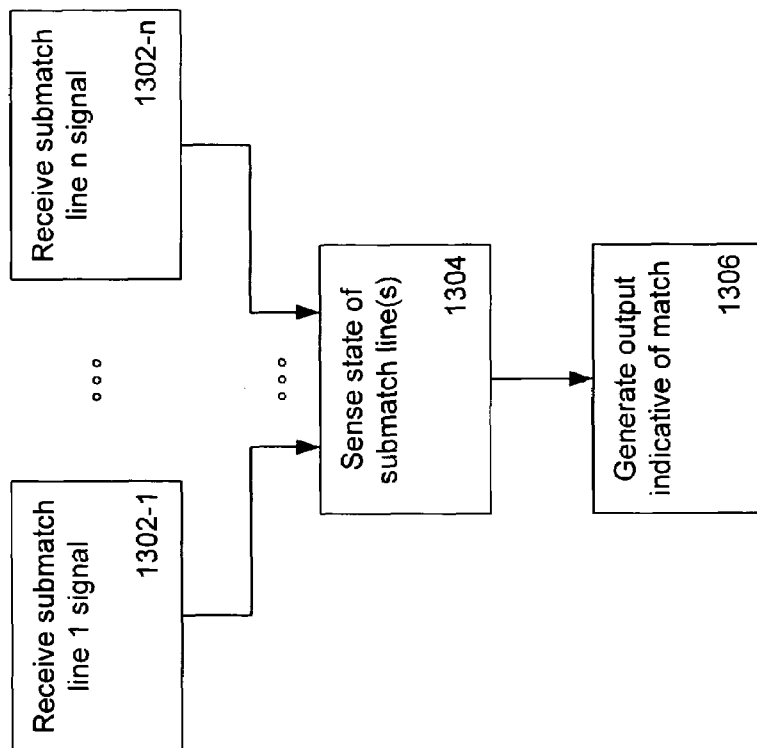 Receive submatch
line 1 signal
1302-1
Receive submatch
line n signal
1302-n
Sense state of
submatch line(s)
1304
Generate output
indicative of match
1306